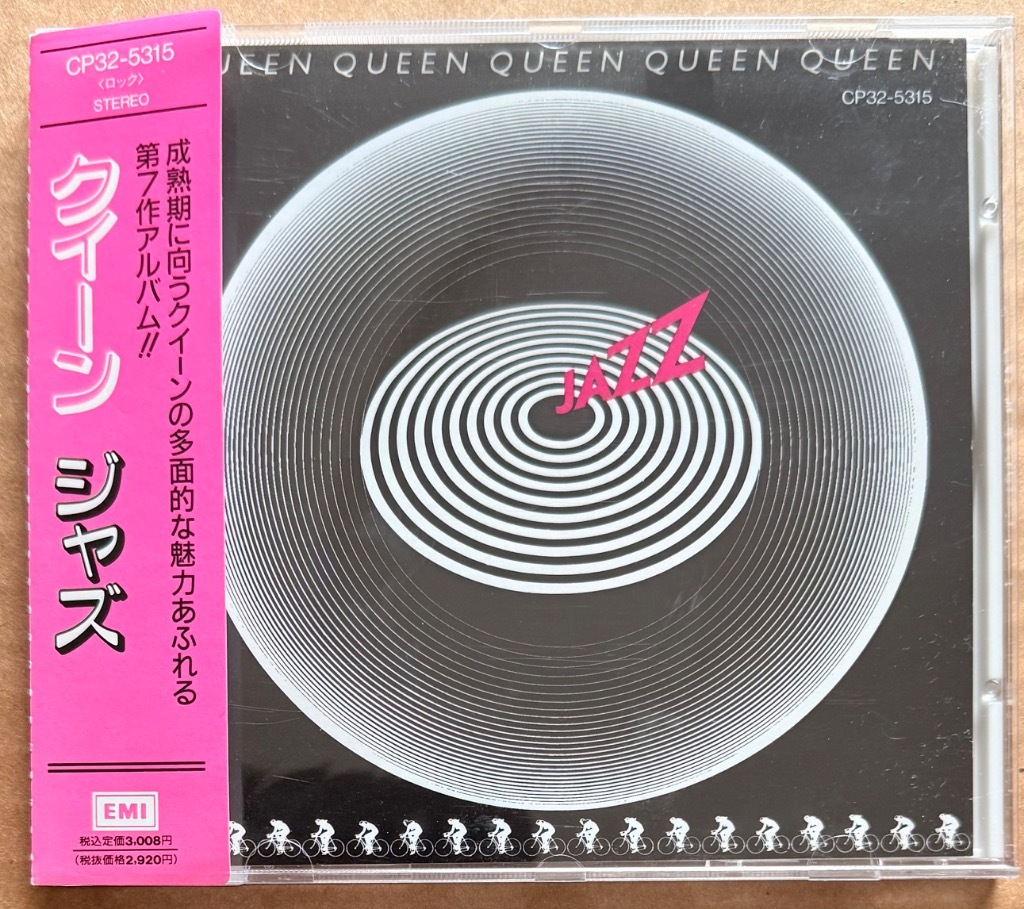 CP32-5315
〈ロック〉
STEREO
成熟期に向うクイーンの多面的な魅力あふれる
第7作アルバム!!
クイーン
ジャズ
EMI
税込定価3,008円
(税抜価格2,920円)
UEEN QUEEN QUEEN QUEEN QUEEN
CP32-5315
JAZZ